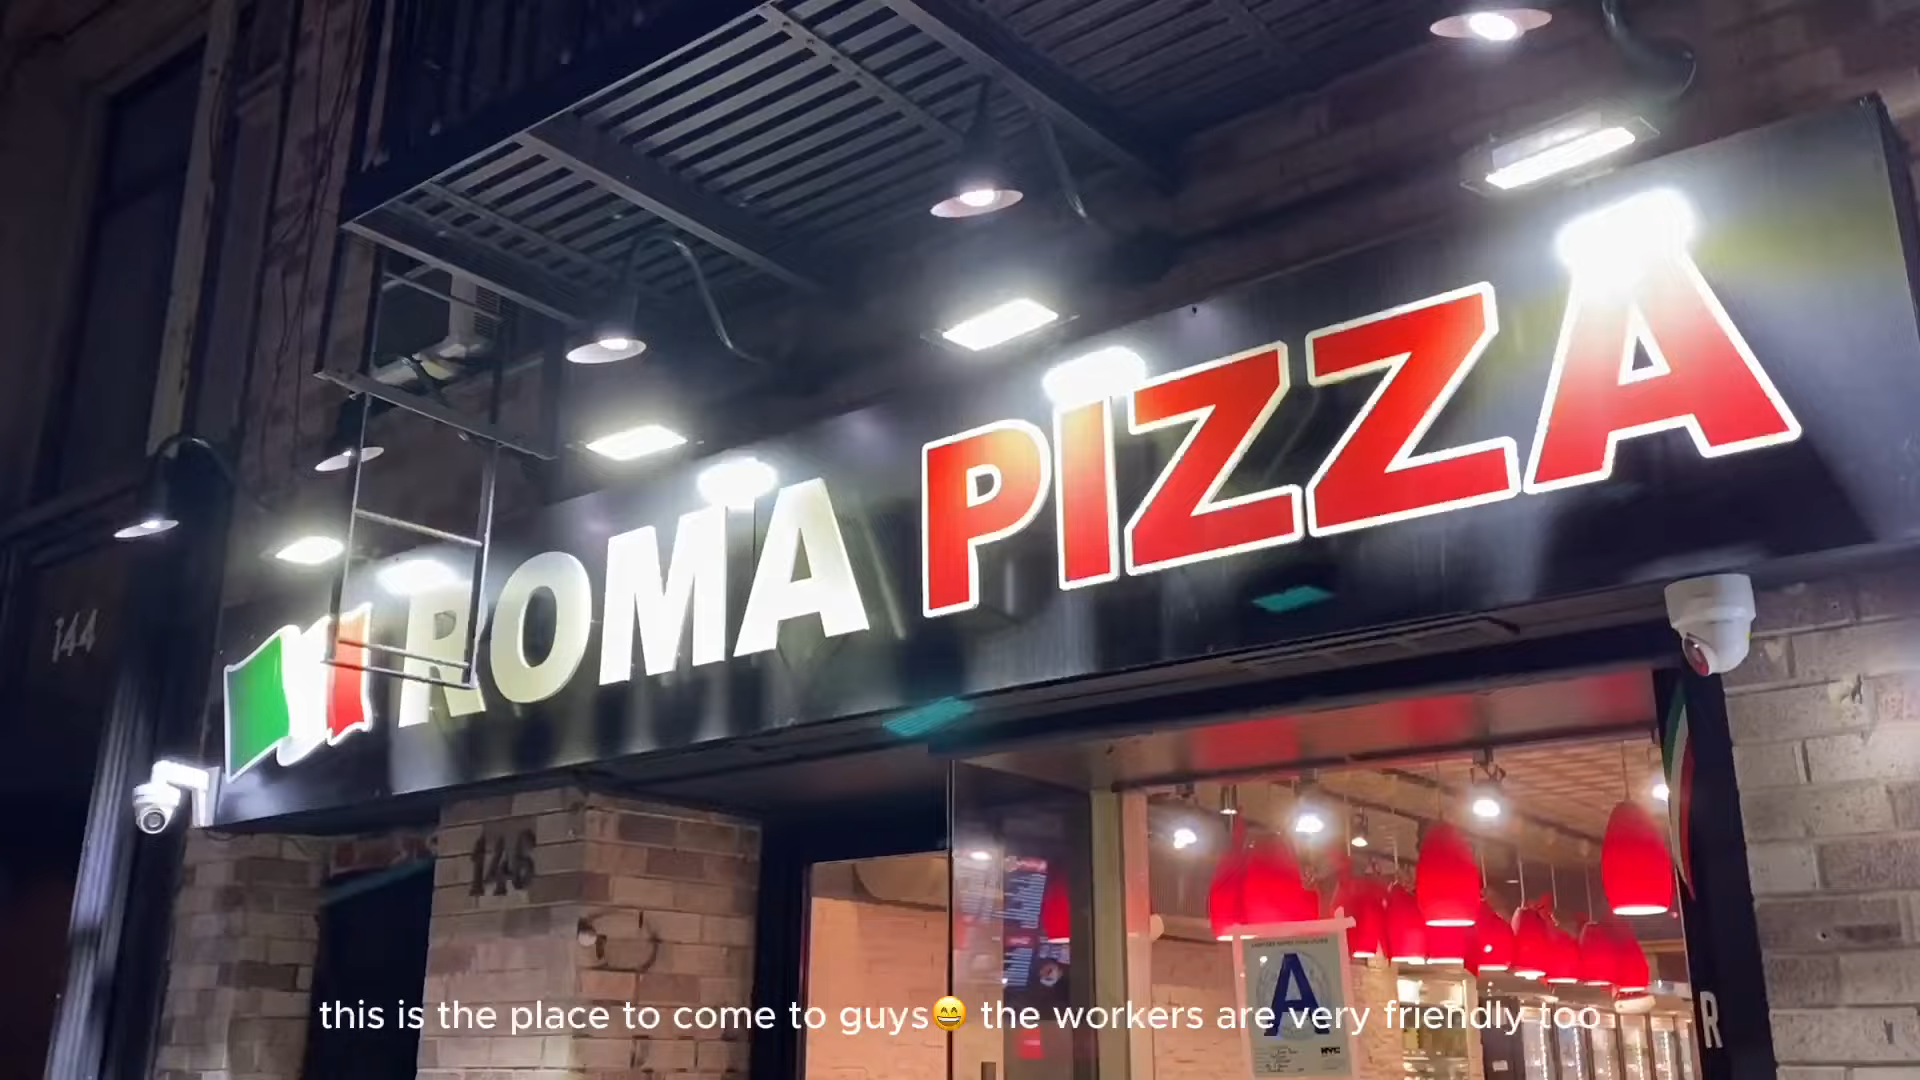 ROMA PIZZA
144
146
A
NYC
R
this is the place to come to guys😄 the workers are very friendly too